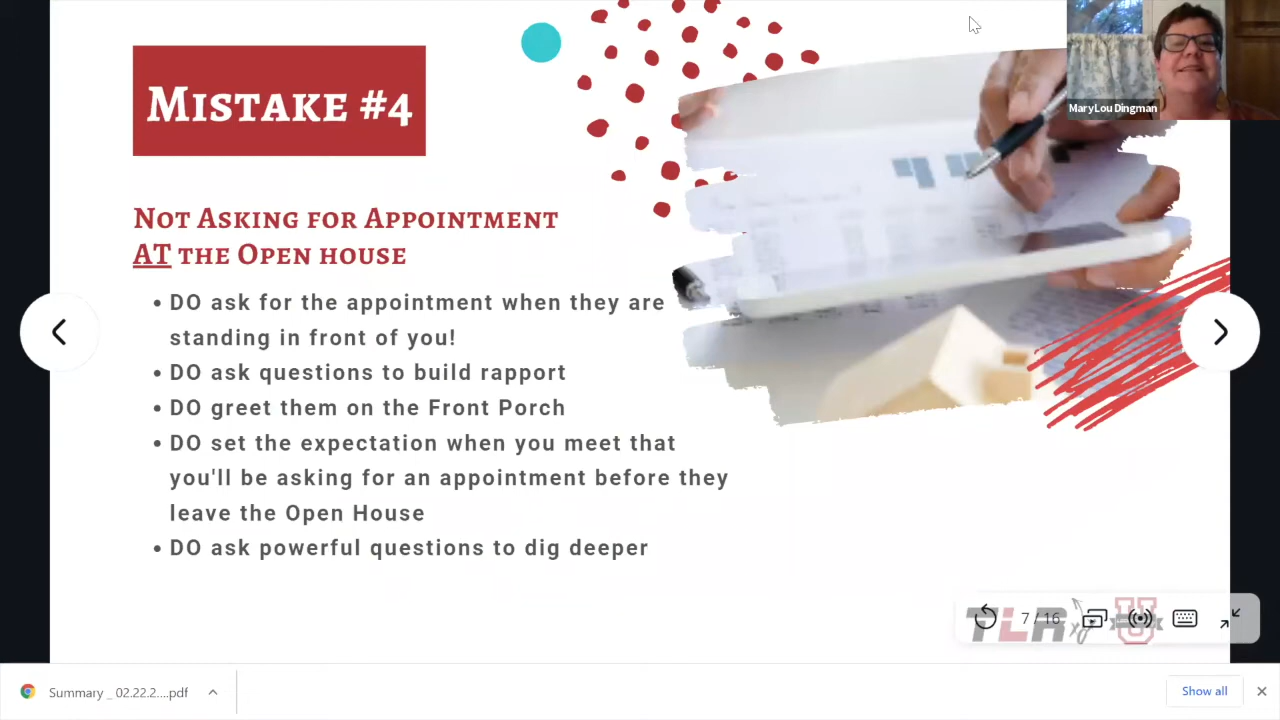 Mistake #4
MaryLou Dingman
Not Asking for Appointment
AT the Open house
• DO ask for the appointment when they are
standing in front of you!
• DO ask questions to build rapport
• DO greet them on the Front Porch
• DO set the expectation when you meet that
you'll be asking for an appointment before they
leave the Open House
• DO ask powerful questions to dig deeper
TLR U
7 / 16
Summary _ 02.22.2....pdf
Show all